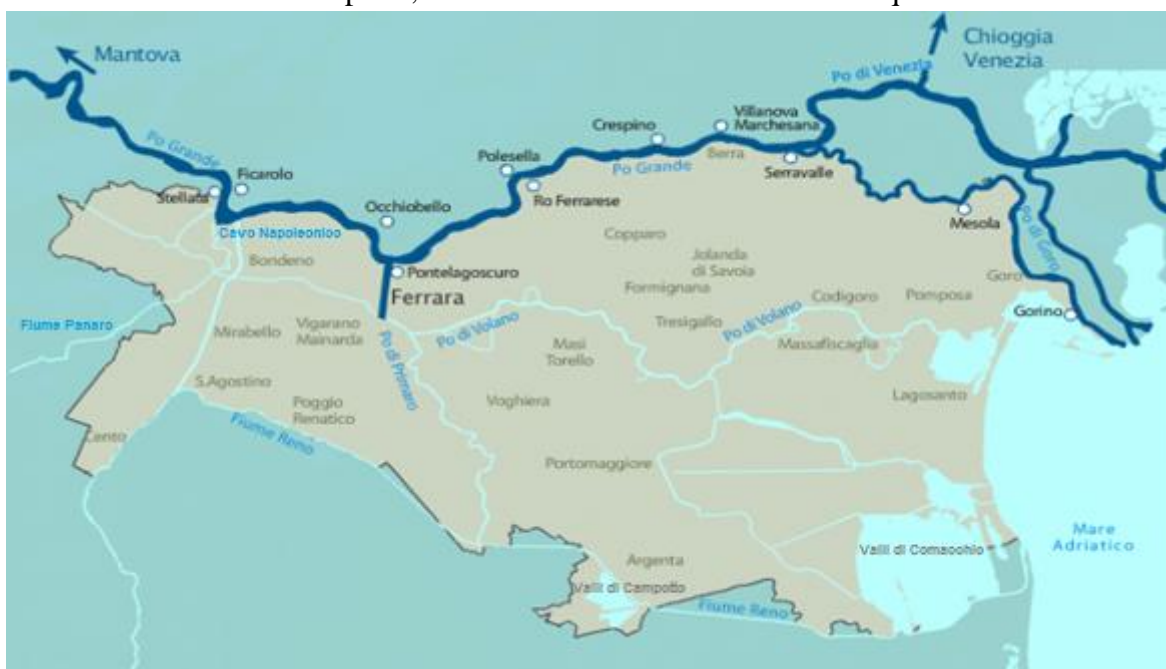 Mantova
Chioggia
Venezia
Po di Venezia
Villanova
Marchesana
Crespino
Po Grande
Polesella
Berra
Po Grande
Serravalle
Ficarolo
Stellata
Ro Ferrarese
Occhiobello
Mesola
Cavo Napoleonico
Copparo
Po di Goro
Bondeno
Jolanda
di Savoia
Pontelagoscuro
Goro
Ferrara
Formignana
Codigoro
Pomposa
Gorino
Fiume Panaro
Mirabello
Vigarano
Mainarda
Po di Volano
Tresigallo
Po di Volano
Masi
Torello
Massafiscaglia
Po di Primaro
S.Agostino
Poggio
Renatico
Voghiera
Lagosanto
Fiume Reno
Cento
Portomaggiore
Mare
Adriatico
Valli di Comacchio
Argenta
Valli di Campotto
Fiume Reno